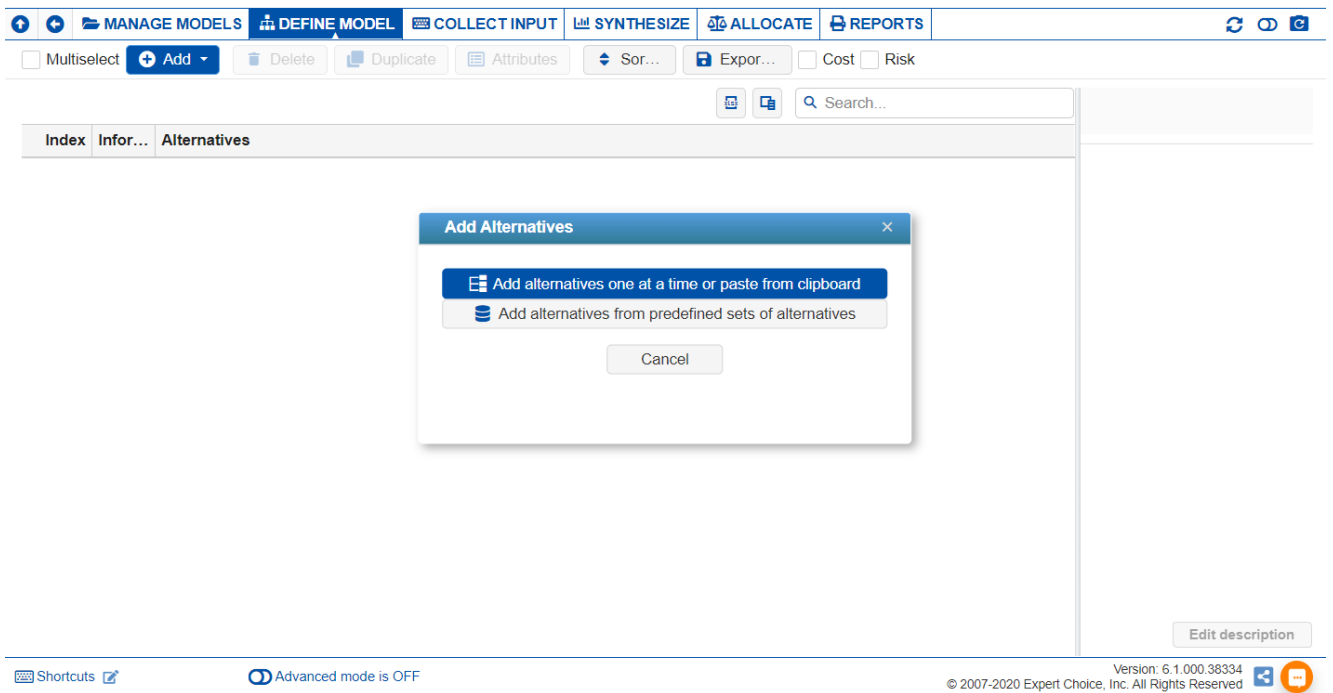 MANAGE MODELS DEFINE MODEL COLLECT INPUT SYNTHESIZE ALLOCATE REPORTS
Multiselect Add Delete Duplicate Attributes Sor... Expor... Cost Risk
Search...
Index Infor... Alternatives
Add Alternatives ×
Add alternatives one at a time or paste from clipboard
Add alternatives from predefined sets of alternatives
Cancel
Edit description
Shortcuts Advanced mode is OFF Version: 6.1.000.38334
© 2007-2020 Expert Choice, Inc. All Rights Reserved